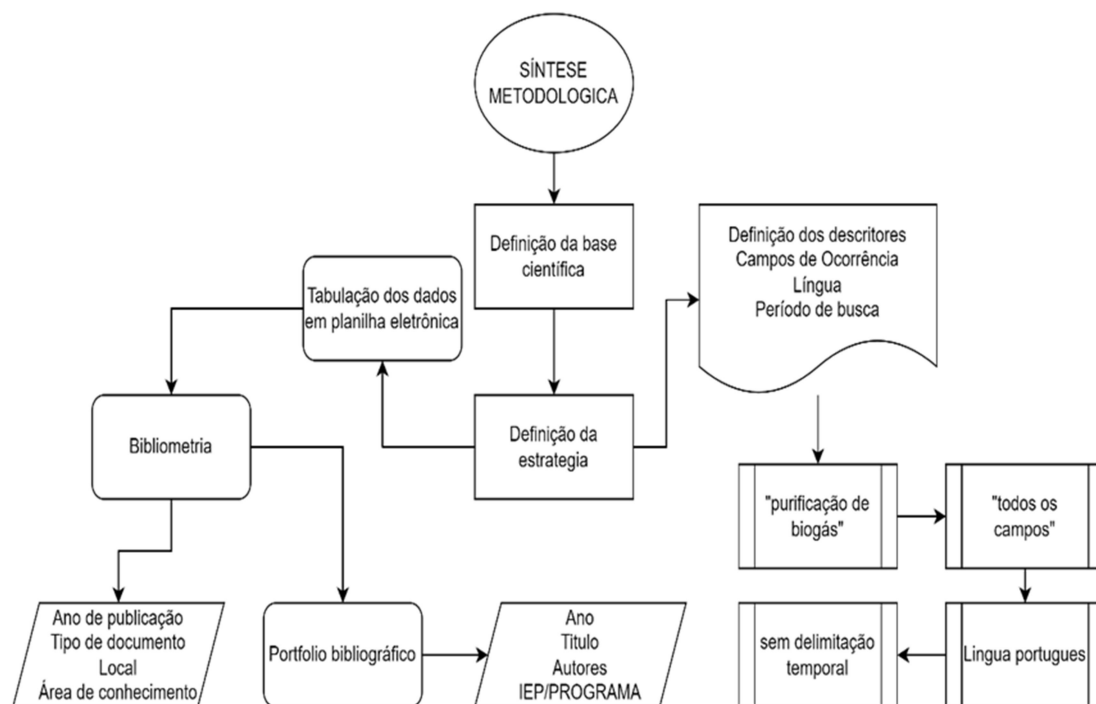 SÍNTESE
METODOLOGICA
Definição da base
científica
Definição dos descritores
Campos de Ocorrência
Língua
Período de busca
Tabulação dos dados
em planilha eletrônica
Bibliometria
Definição da
estrategia
"purificação de
biogás"
"todos os
campos"
Ano de publicação
Tipo de documento
Local
Área de conhecimento
Portfolio bibliográfico
Ano
Titulo
Autores
IEP/PROGRAMA
sem delimitação
temporal
Lingua portugues